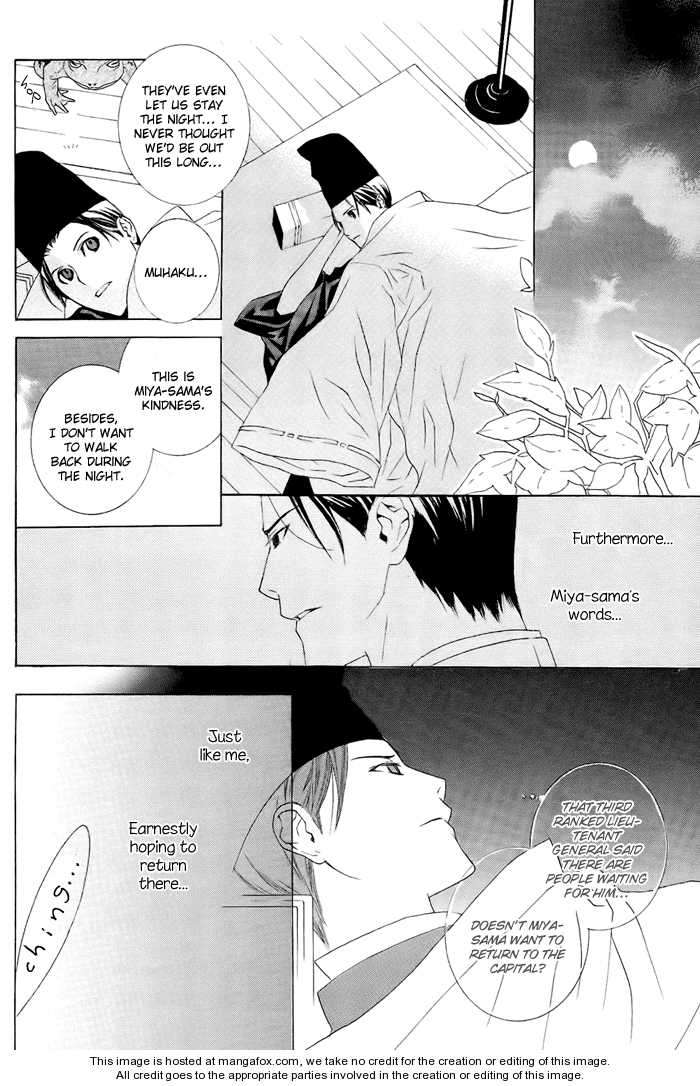 hop
THEY'VE EVEN
LET US STAY
THE NIGHT... I
NEVER THOUGHT
WE'D BE OUT
THIS LONG...
MUHAKU...
THIS IS
MIYA-SAMA'S
KINDNESS.
BESIDES,
I DON'T WANT
TO WALK
BACK DURING
THE NIGHT.
Furthermore...
Miya-sama's
words...
Just
like me,
Earnestly
hoping to
return
there...
THAT THIRD
RANKED LIEU-
TENANT
GENERAL SAID
THERE ARE
PEOPLE WAITING
FOR HIM...
DOESN'T MIYA-
SAMA WANT TO
RETURN TO THE
CAPITAL?
ching...
This image is hosted at mangafox.com, we take no credit for the creation or editing of this image.
All credit goes to the appropriate parties involved in the creation or editing of this image.